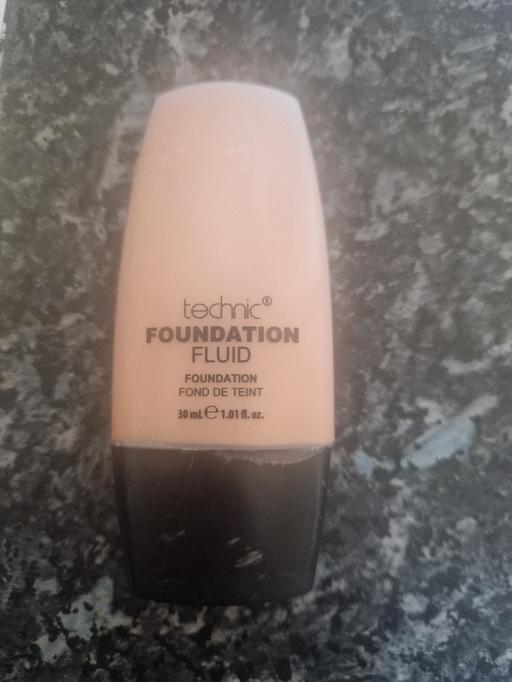 technic®
FOUNDATION
FLUID
FOUNDATION
FOND DE TEINT
30 mL ℮ 1.01 fl. oz.